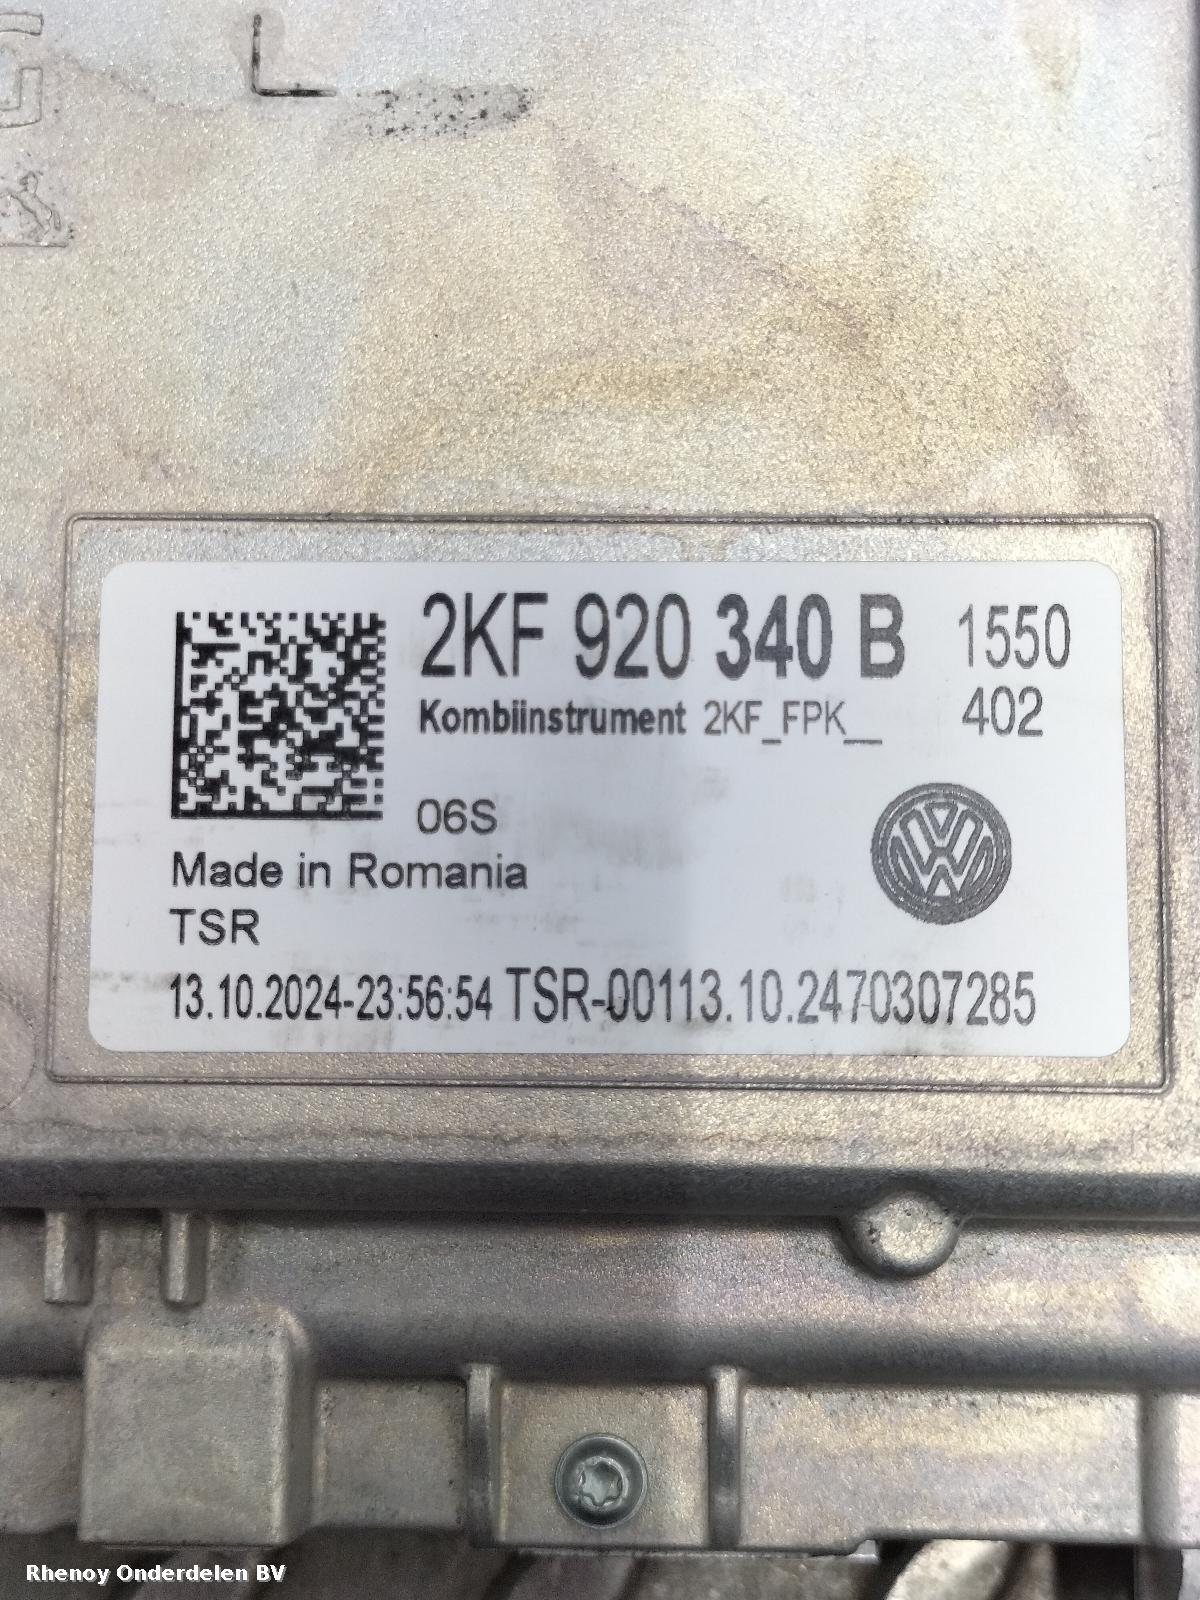 2KF 920 340 B 1550
Kombiinstrument 2KF_FPK__ 402
06S
Made in Romania
TSR
13.10.2024-23:56:54 TSR-00113.10.2470307285
Rhenoy Onderdelen BV